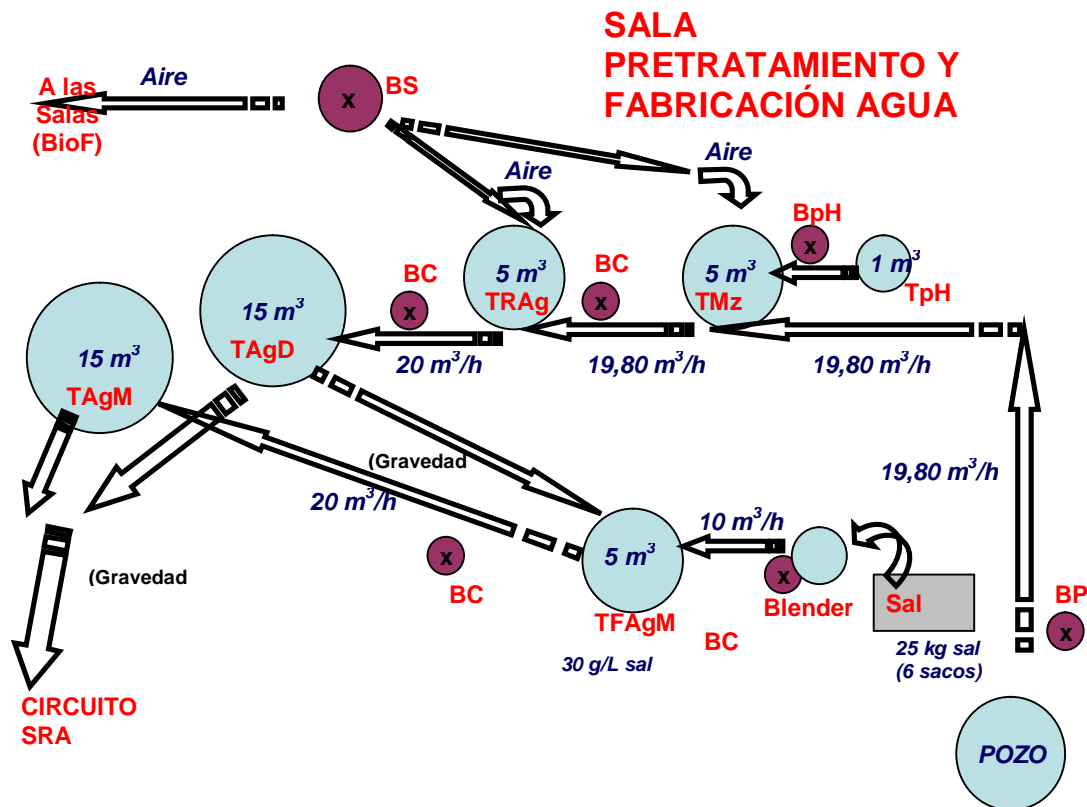 SALA
PRETRATAMIENTO Y
FABRICACIÓN AGUA
A las
Salas
(BioF)
Aire
x
BS
Aire
Aire
BpH
x
1 m³
TpH
5 m³
TMz
BC
x
5 m³
TRAg
BC
x
15 m³
TAgD
15 m³
TAgM
20 m³/h
19,80 m³/h
19,80 m³/h
19,80 m³/h
(Gravedad
20 m³/h
10 m³/h
5 m³
TFAgM
30 g/L sal
x
BC
BC
x
Blender
Sal
25 kg sal
(6 sacos)
BP
x
(Gravedad
CIRCUITO
SRA
POZO